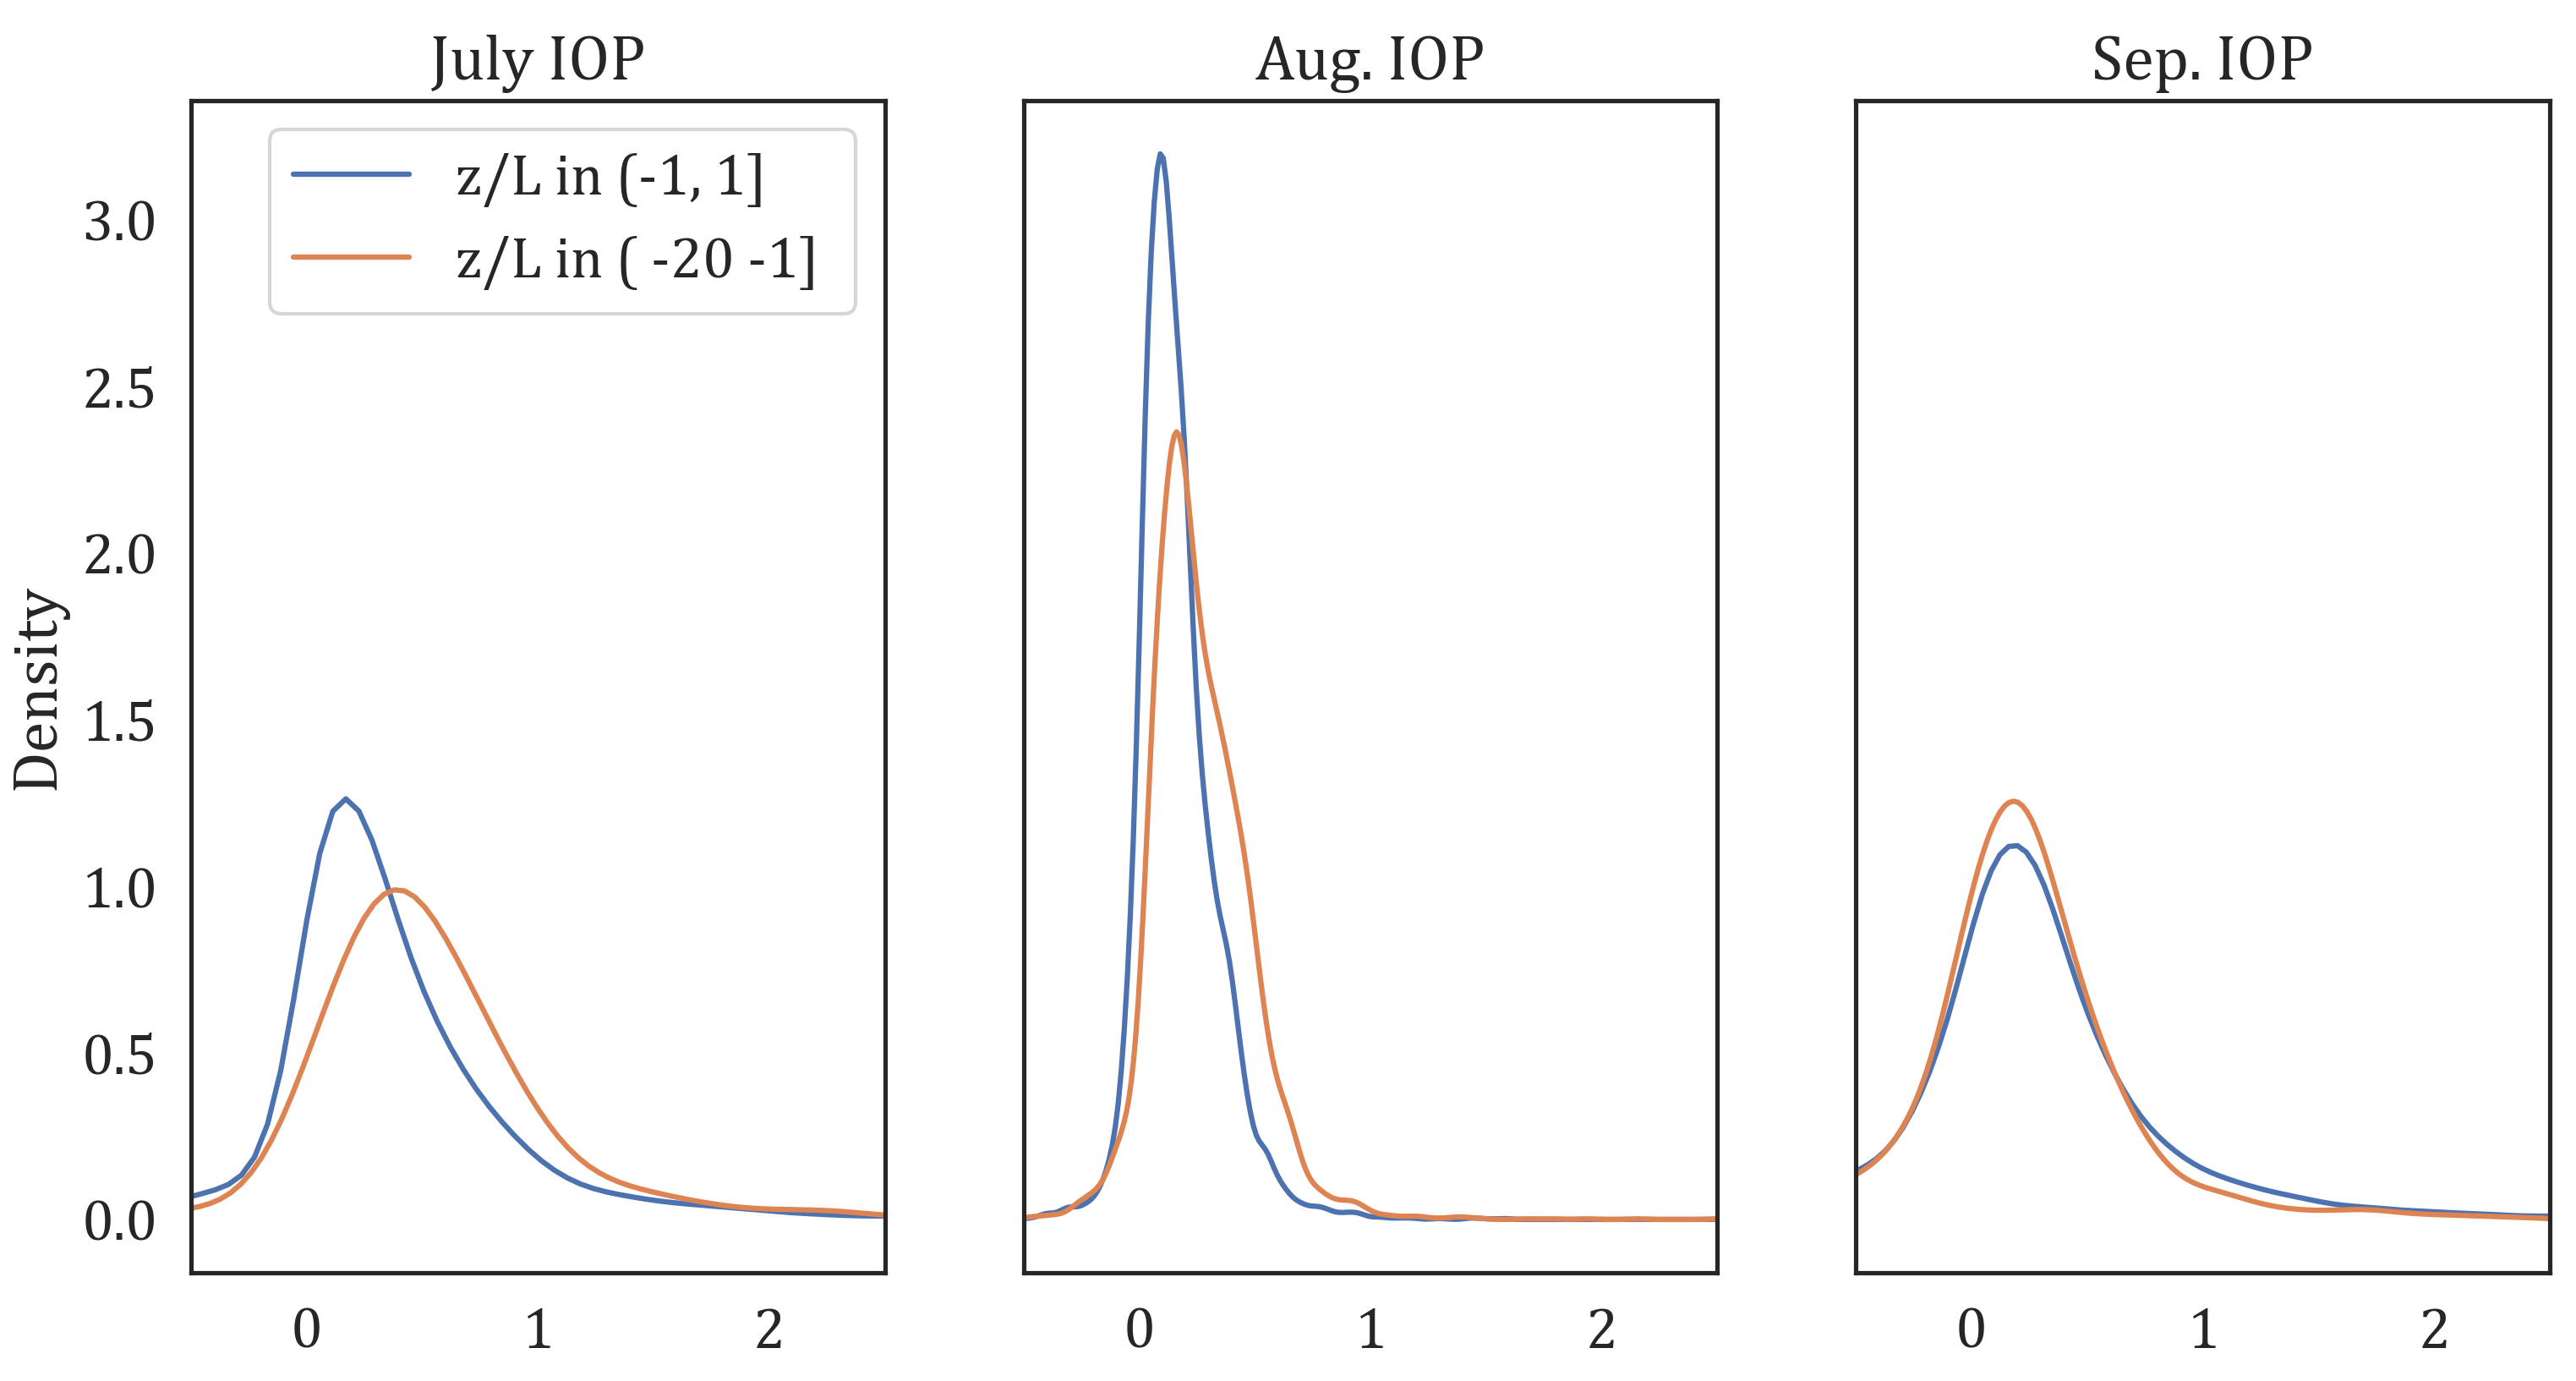 July IOP
Aug. IOP
Sep. IOP
z/L in (-1, 1]
z/L in ( -20 -1]
Density
3.0
2.5
2.0
1.5
1.0
0.5
0.0
0 1 2
0 1 2
0 1 2